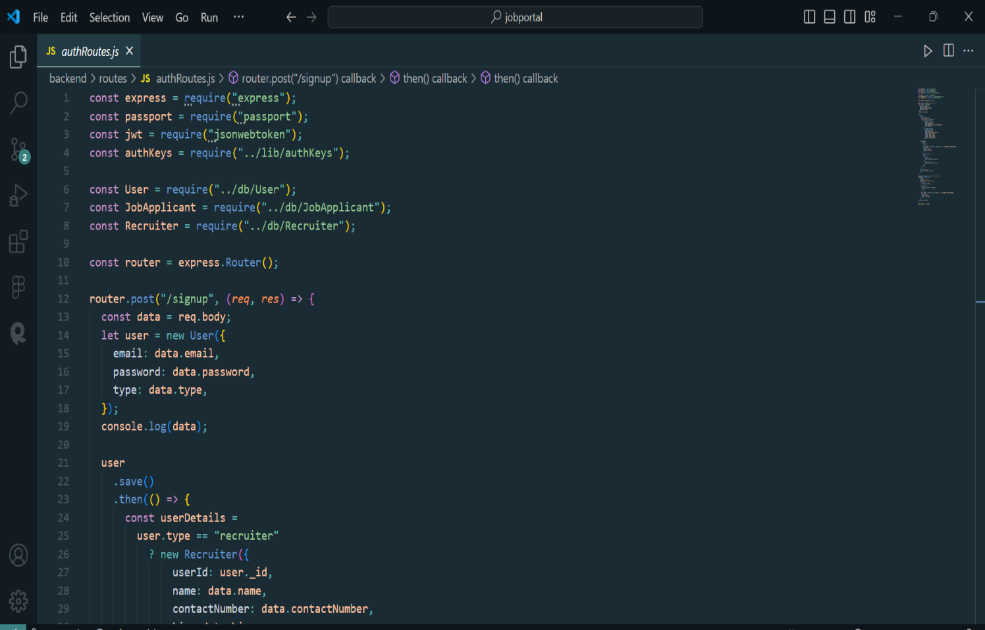 File Edit Selection View Go Run ··· ← → jobportal
JS authRoutes.js ×
backend > routes > JS authRoutes.js > router.post("/signup") callback > then() callback > then() callback
1 const express = require("express");
2 const passport = require("passport");
3 const jwt = require("jsonwebtoken");
4 const authKeys = require("../lib/authKeys");
5
6 const User = require("../db/User");
7 const JobApplicant = require("../db/JobApplicant");
8 const Recruiter = require("../db/Recruiter");
9
10 const router = express.Router();
11
12 router.post("/signup", (req, res) => {
13 const data = req.body;
14 let user = new User({
15 email: data.email,
16 password: data.password,
17 type: data.type,
18 });
19 console.log(data);
20
21 user
22 .save()
23 .then(() => {
24 const userDetails =
25 user.type == "recruiter"
26 ? new Recruiter({
27 userId: user._id,
28 name: data.name,
29 contactNumber: data.contactNumber,
2